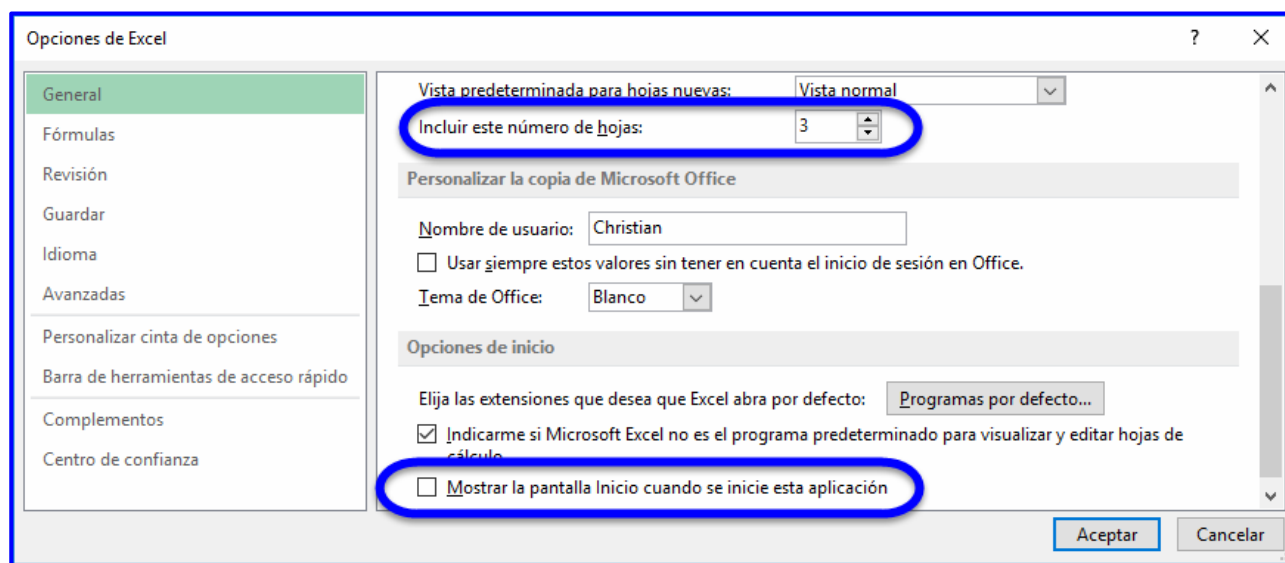 Opciones de Excel
?
General
Fórmulas
Revisión
Guardar
Idioma
Avanzadas
Personalizar cinta de opciones
Barra de herramientas de acceso rápido
Complementos
Centro de confianza
Vista predeterminada para hojas nuevas: Vista normal
Incluir este número de hojas: 3
Personalizar la copia de Microsoft Office
Nombre de usuario: Christian
Usar siempre estos valores sin tener en cuenta el inicio de sesión en Office.
Tema de Office: Blanco
Opciones de inicio
Elija las extensiones que desea que Excel abra por defecto: Programas por defecto...
Indicarme si Microsoft Excel no es el programa predeterminado para visualizar y editar hojas de
cálculo
Mostrar la pantalla Inicio cuando se inicie esta aplicación
Aceptar Cancelar